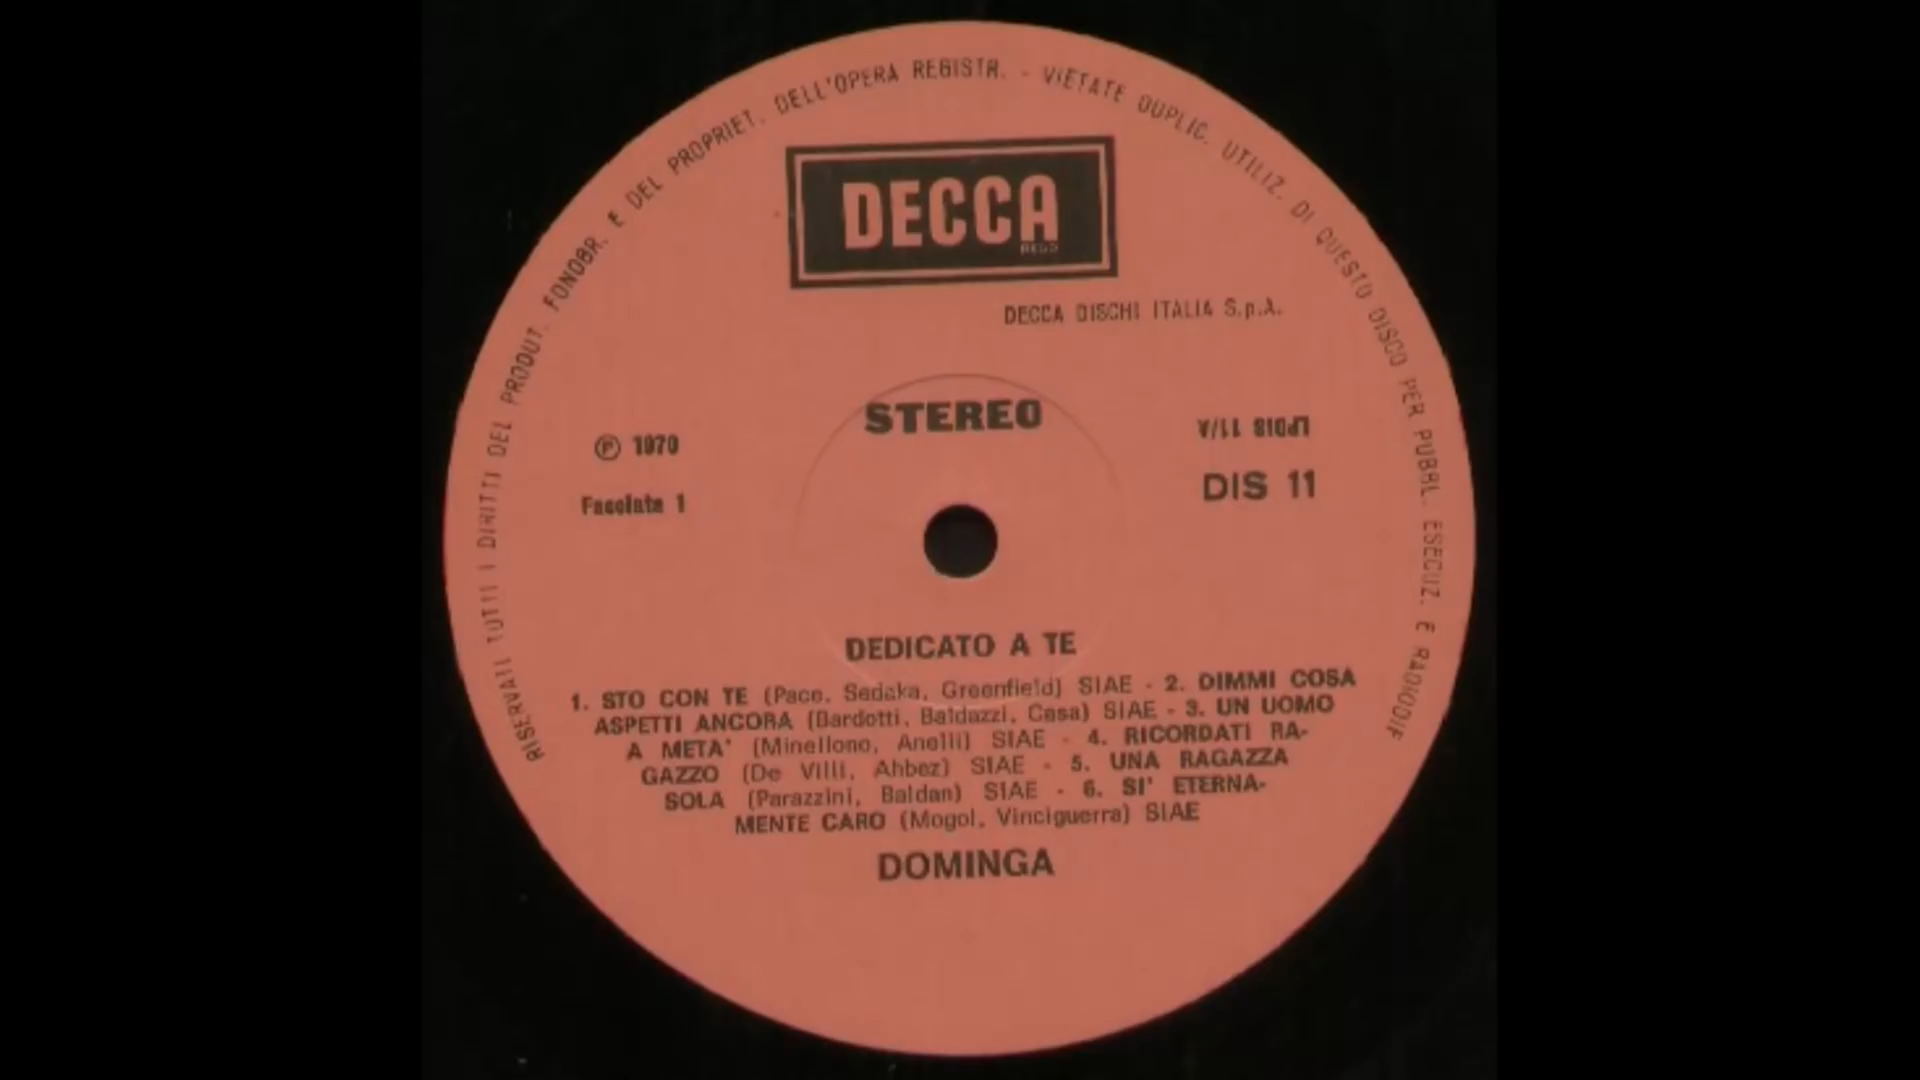 RISERVATI TUTTI I DIRITTI DEL PRODUT. FONOGR. E DEL PROPRIET. DELL'OPERA REGISTR. - VIETATE DUPLIC. UTILIZ. DI QUESTO DISCO PER PUBBL. ESECUZ. E RADIODIF
DECCA
REGD
DECCA DISCHI ITALIA S.p.A.
STEREO
Ⓟ 1970
LPDIS 11/A
DIS 11
Facciata 1
DEDICATO A TE
1. STO CON TE (Pace, Sedaka, Greenfield) SIAE - 2. DIMMI COSA
ASPETTI ANCORA (Bardotti, Baldazzi, Casa) SIAE - 3. UN UOMO
A META' (Minellono, Anelli) SIAE - 4. RICORDATI RA-
GAZZO (De Villi, Ahbez) SIAE - 5. UNA RAGAZZA
SOLA (Parazzini, Baldan) SIAE - 6. SI' ETERNA-
MENTE CARO (Mogol, Vinciguerra) SIAE
DOMINGA